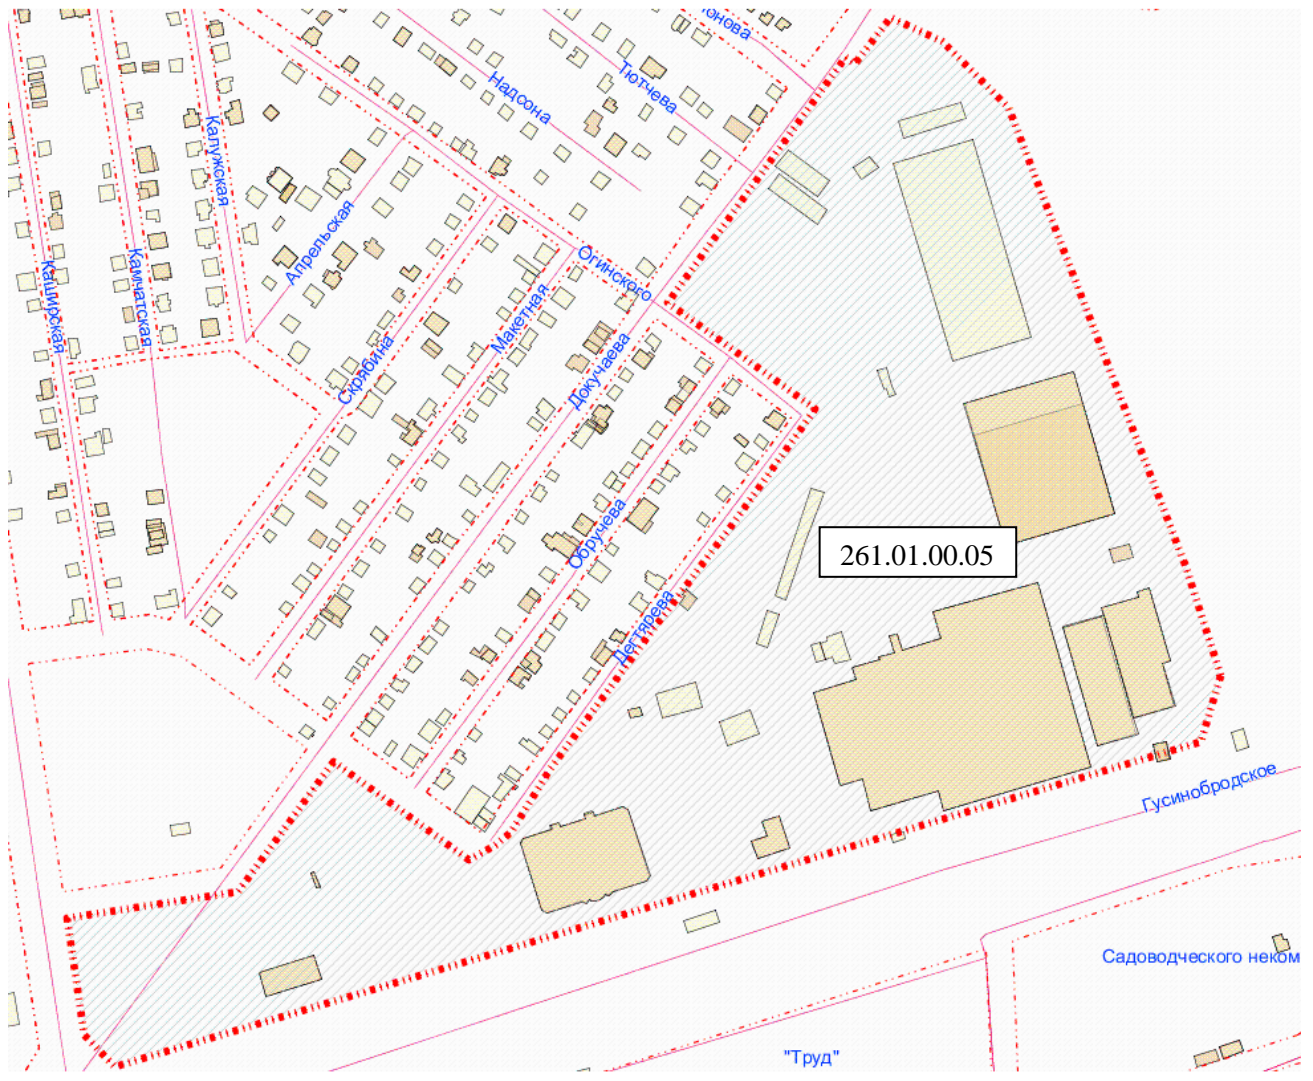 Надсона
Тютчева
Калужская
Апрельская
Огинского
Каширская
Камчатская
Макетная
Скрябина
Докучаева
Обручева
261.01.00.05
Дегтярева
Гусинобродское
Садоводческого неком
"Труд"